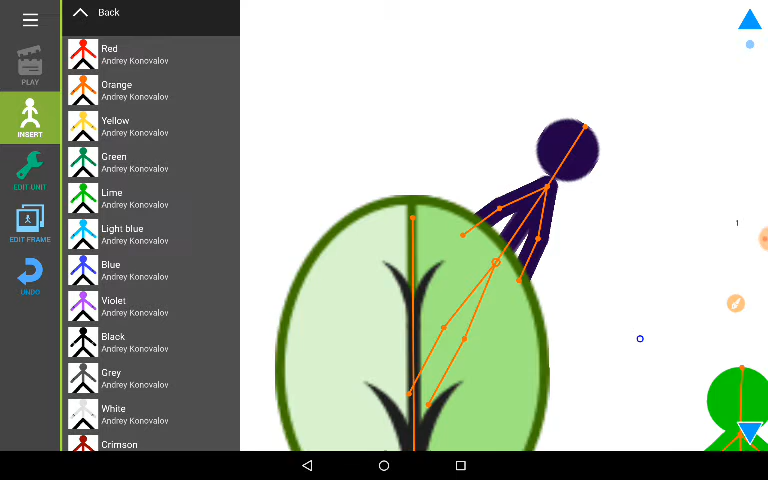 Back
PLAY
INSERT
EDIT UNIT
EDIT FRAME
UNDO
Red
Andrey Konovalov
Orange
Andrey Konovalov
Yellow
Andrey Konovalov
Green
Andrey Konovalov
Lime
Andrey Konovalov
Light blue
Andrey Konovalov
Blue
Andrey Konovalov
Violet
Andrey Konovalov
Black
Andrey Konovalov
Grey
Andrey Konovalov
White
Andrey Konovalov
Crimson
1